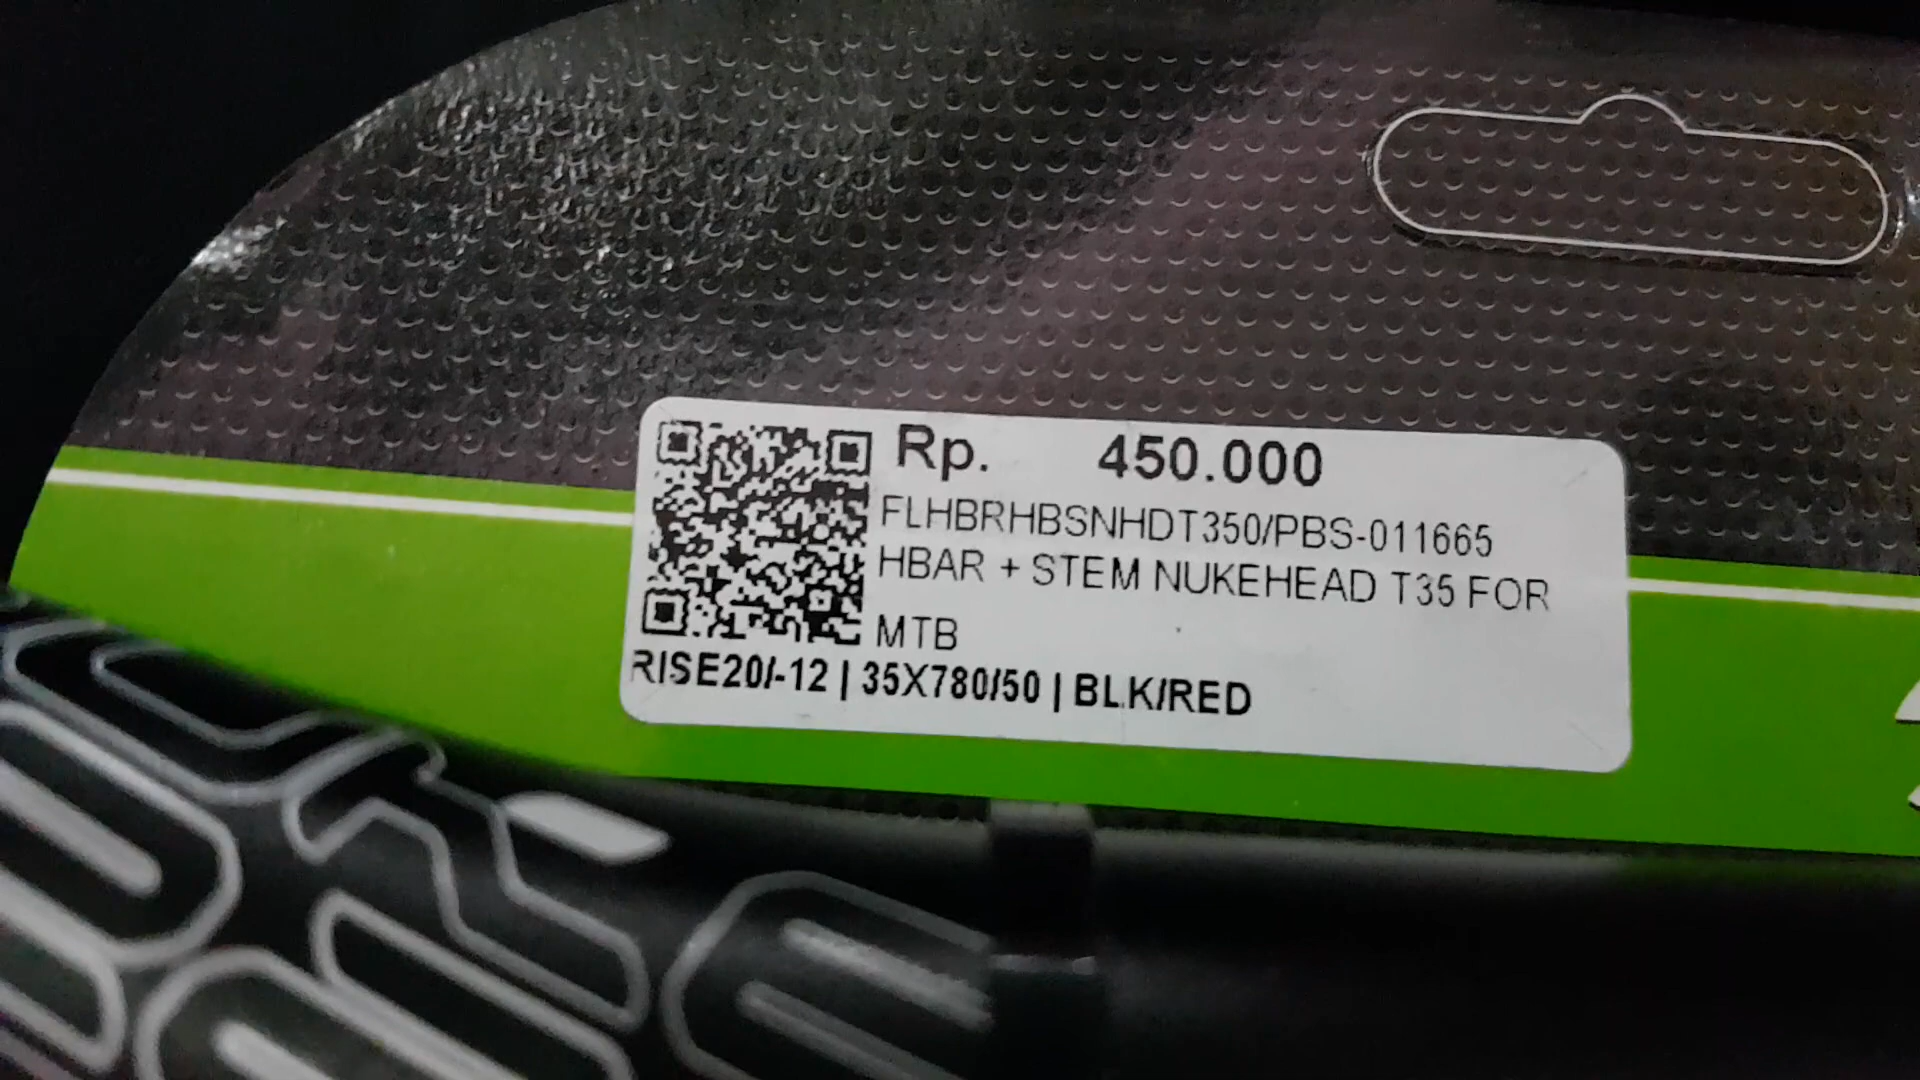 Rp. 450.000
FLHBRHBSNHDT350/PBS-011665
HBAR + STEM NUKEHEAD T35 FOR
MTB
RISE20/-12 | 35X780/50 | BLK/RED